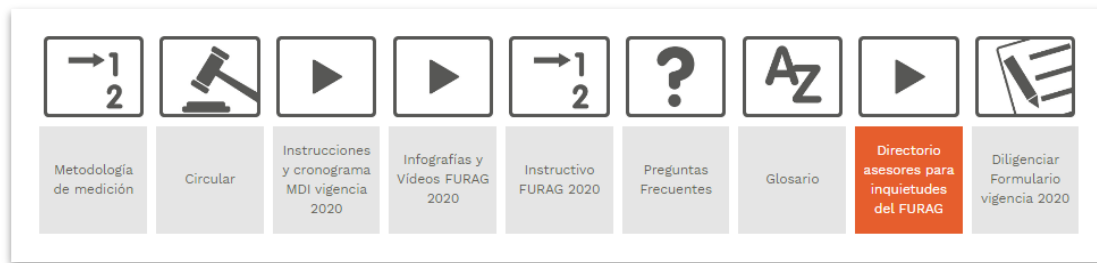 1
2
1
2
?
AZ
Metodología
de medición
Circular
Instrucciones
y cronograma
MDI vigencia
2020
Infografías y
Vídeos FURAG
2020
Instructivo
FURAG 2020
Preguntas
Frecuentes
Glosario
Directorio
asesores para
inquietudes
del FURAG
Diligenciar
Formulario
vigencia 2020